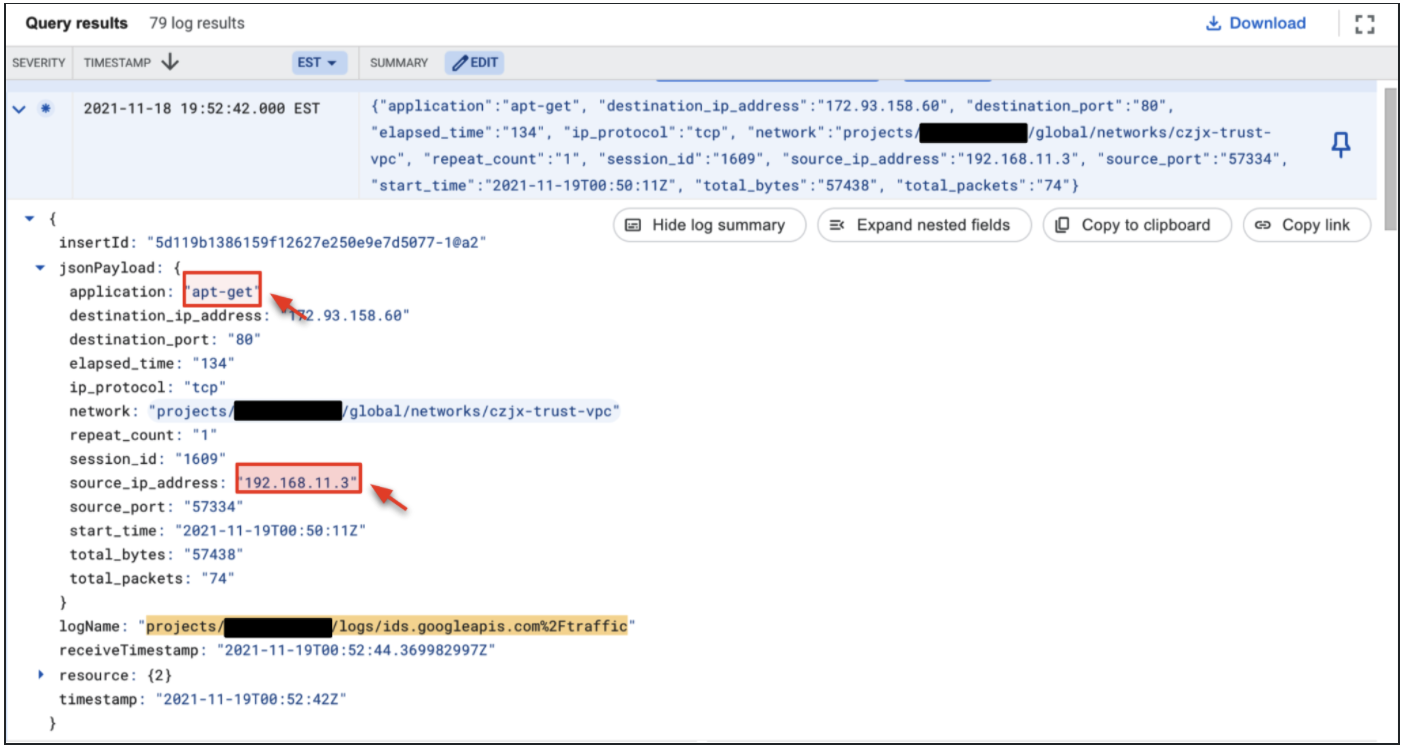 Query results 79 log results Download
SEVERITY TIMESTAMP EST SUMMARY EDIT
2021-11-18 19:52:42.000 EST {"application":"apt-get", "destination_ip_address":"172.93.158.60", "destination_port":"80",
"elapsed_time":"134", "ip_protocol":"tcp", "network":"projects/ /global/networks/czjx-trust-
vpc", "repeat_count":"1", "session_id":"1609", "source_ip_address":"192.168.11.3", "source_port":"57334",
"start_time":"2021-11-19T00:50:11Z", "total_bytes":"57438", "total_packets":"74"}
{ Hide log summary Expand nested fields Copy to clipboard Copy link
insertId: "5d119b1386159f12627e250e9e7d5077-1@a2"
jsonPayload: {
application: "apt-get"
destination_ip_address: "172.93.158.60"
destination_port: "80"
elapsed_time: "134"
ip_protocol: "tcp"
network: "projects/ /global/networks/czjx-trust-vpc"
repeat_count: "1"
session_id: "1609"
source_ip_address: "192.168.11.3"
source_port: "57334"
start_time: "2021-11-19T00:50:11Z"
total_bytes: "57438"
total_packets: "74"
}
logName: "projects/ /logs/ids.googleapis.com%2Ftraffic"
receiveTimestamp: "2021-11-19T00:52:44.369982997Z"
resource: {2}
timestamp: "2021-11-19T00:52:42Z"
}